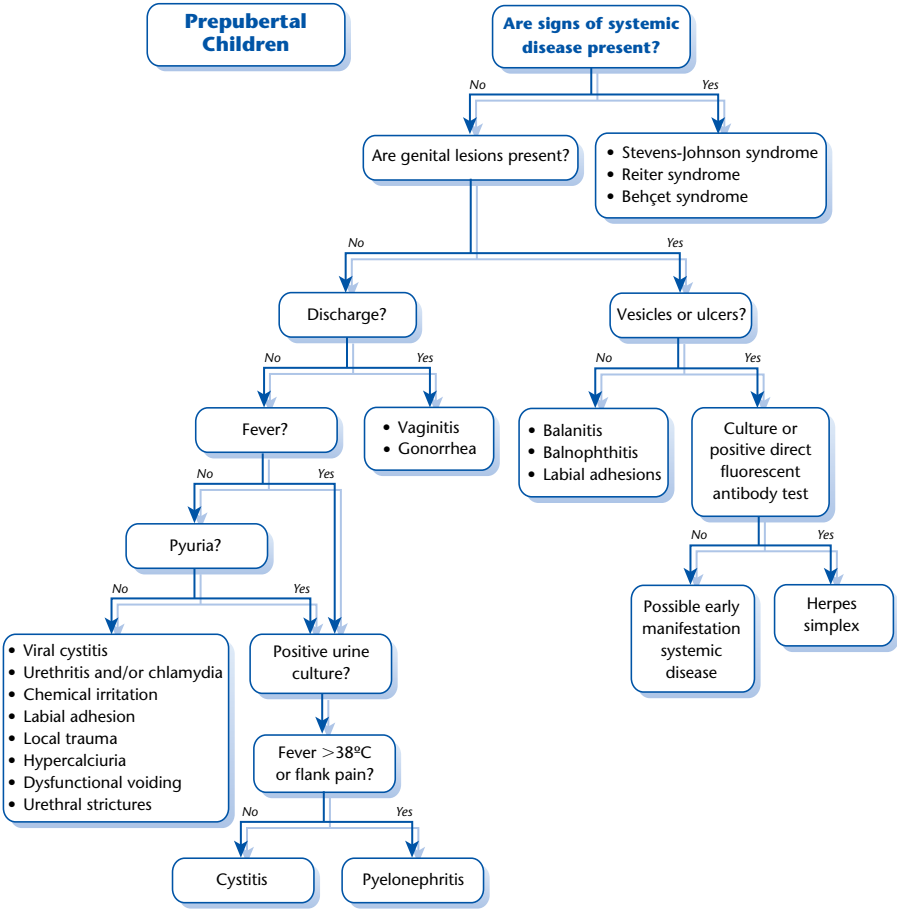 Prepubertal
Children
Are signs of systemic
disease present?
No
Yes
Are genital lesions present?
• Stevens-Johnson syndrome
• Reiter syndrome
• Behçet syndrome
No
Yes
Discharge?
Vesicles or ulcers?
No
Yes
No
Yes
Fever?
• Vaginitis
• Gonorrhea
• Balanitis
• Balnophthitis
• Labial adhesions
Culture or
positive direct
fluorescent
antibody test
No
Yes
No
Yes
Pyuria?
Possible early
manifestation
systemic
disease
Herpes
simplex
No
Yes
• Viral cystitis
• Urethritis and/or chlamydia
• Chemical irritation
• Labial adhesion
• Local trauma
• Hypercalciuria
• Dysfunctional voiding
• Urethral strictures
Positive urine
culture?
Fever >38ºC
or flank pain?
No
Yes
Cystitis
Pyelonephritis